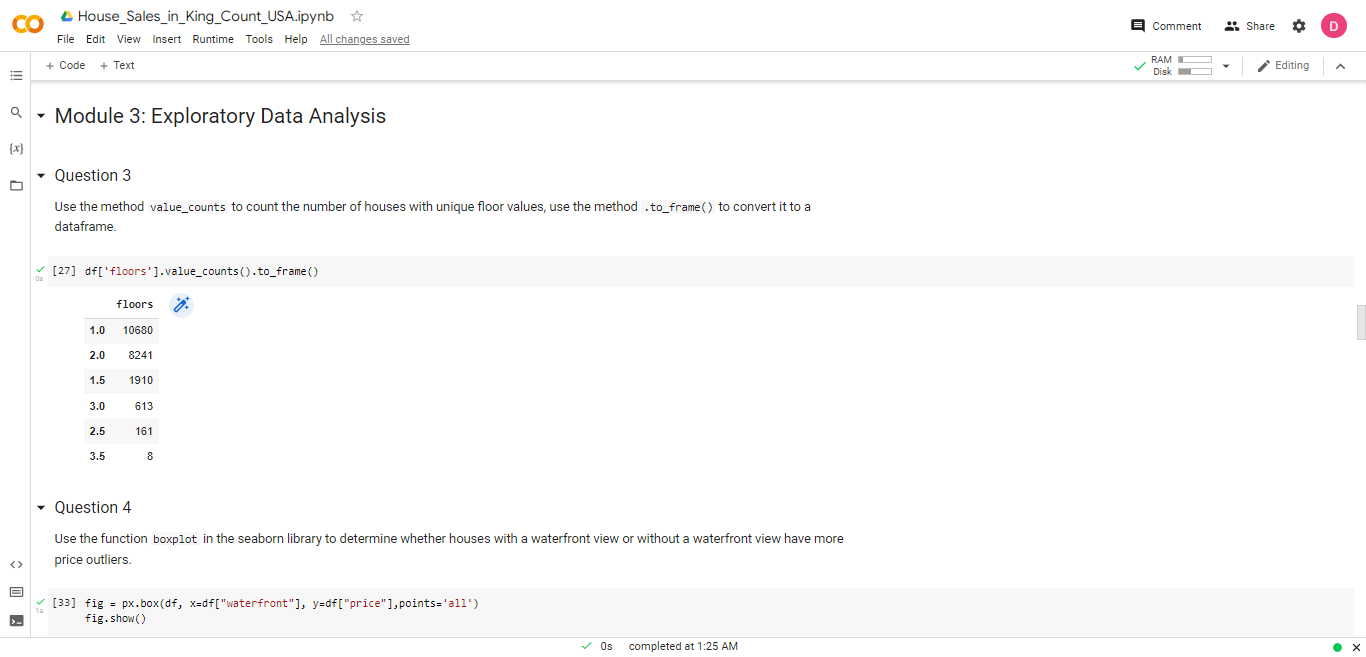 House_Sales_in_King_Count_USA.ipynb
File Edit View Insert Runtime Tools Help All changes saved
Comment Share D
+ Code + Text
RAM
Disk
Editing
Module 3: Exploratory Data Analysis
Question 3
Use the method value_counts to count the number of houses with unique floor values, use the method .to_frame() to convert it to a
dataframe.
[27] df['floors'].value_counts().to_frame()
0s
floors
1.0 10680
2.0 8241
1.5 1910
3.0 613
2.5 161
3.5 8
Question 4
Use the function boxplot in the seaborn library to determine whether houses with a waterfront view or without a waterfront view have more
price outliers.
[33] fig = px.box(df, x=df["waterfront"], y=df["price"],points='all')
1s
fig.show()
0s completed at 1:25 AM